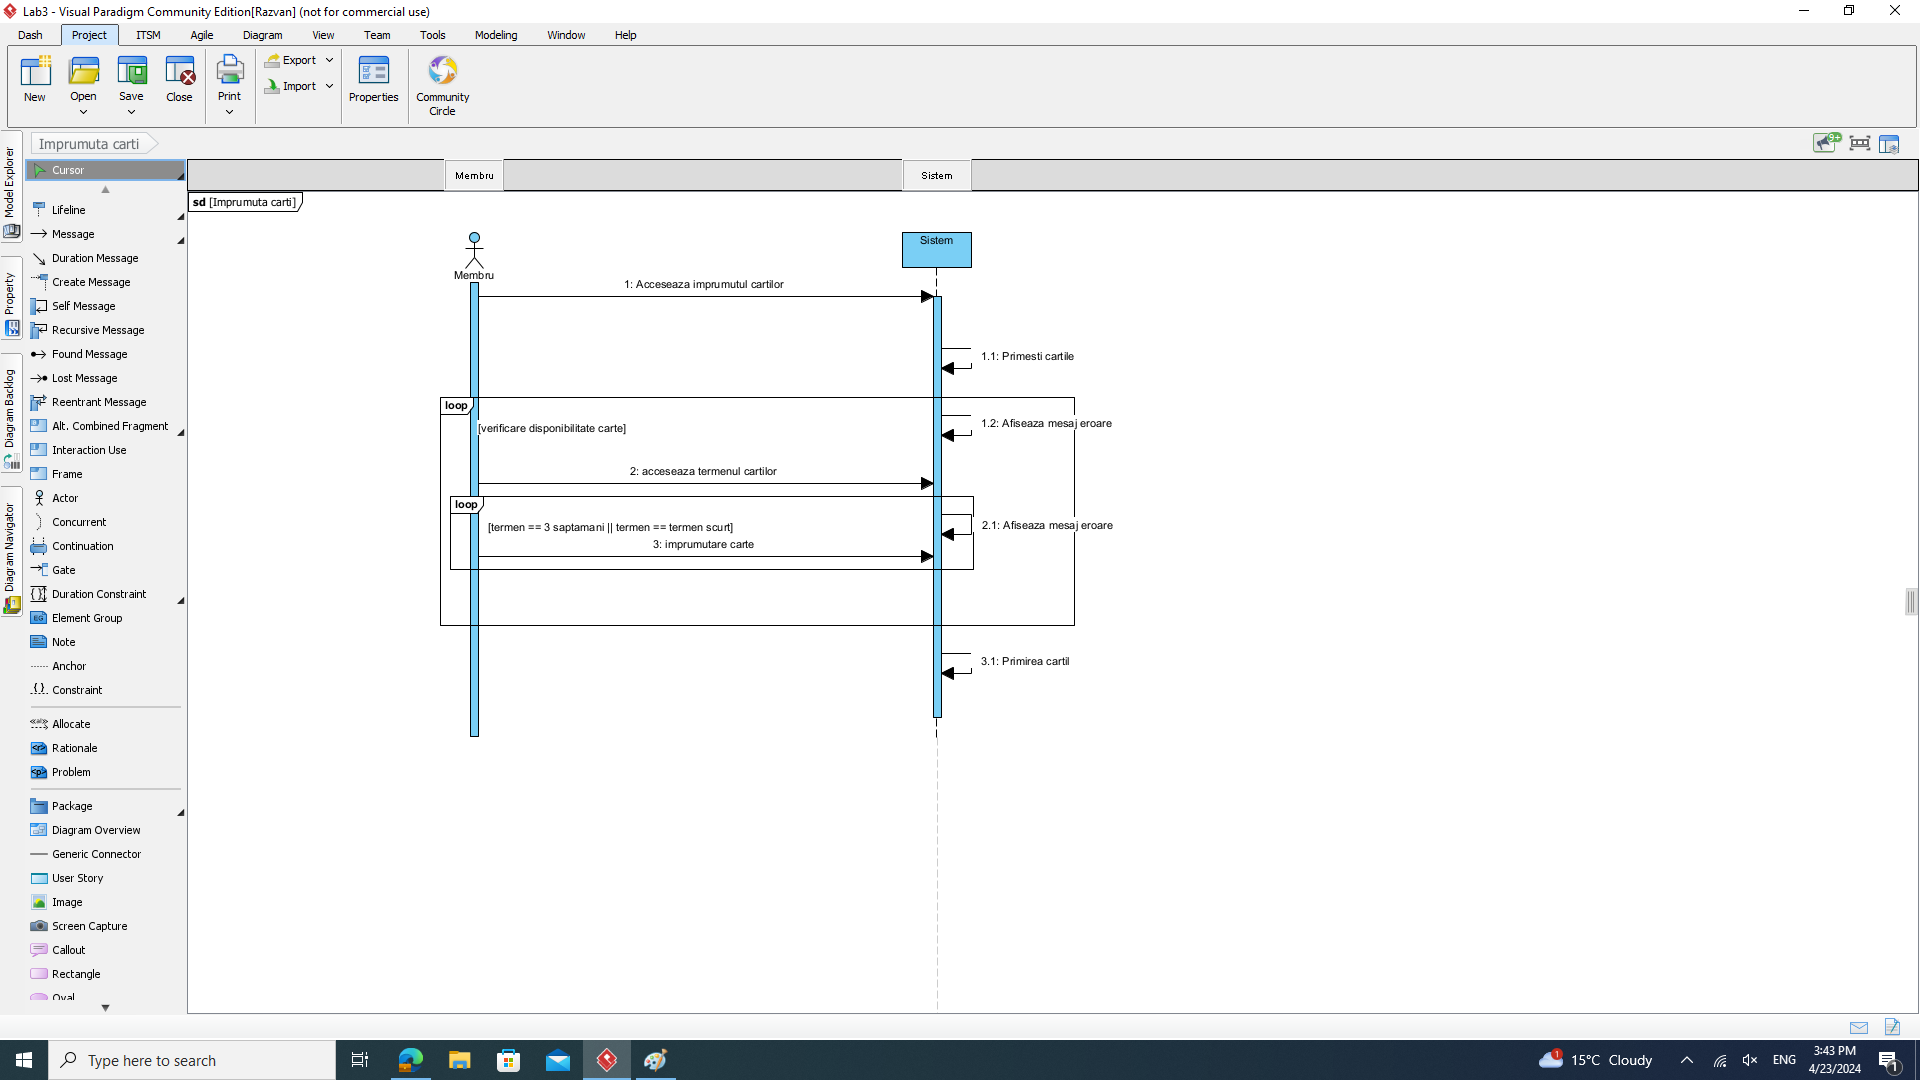 Lab3 - Visual Paradigm Community Edition[Razvan] (not for commercial use)
Dash Project ITSM Agile Diagram View Team Tools Modeling Window Help
New
Open
Save
Close
Print
Export
Import
Properties
Community
Circle
Imprumuta carti
9+
Model Explorer
Property
Diagram Backlog
Diagram Navigator
Cursor
Lifeline
Message
Duration Message
Create Message
Self Message
Recursive Message
Found Message
Lost Message
Reentrant Message
Alt. Combined Fragment
Interaction Use
Frame
Actor
Concurrent
Continuation
Gate
Duration Constraint
Element Group
Note
Anchor
Constraint
Allocate
Rationale
Problem
Package
Diagram Overview
Generic Connector
User Story
Image
Screen Capture
Callout
Rectangle
Oval
Membru
Sistem
sd [Imprumuta carti]
Sistem
Membru
1: Acceseaza imprumutul cartilor
1.1: Primesti cartile
loop
[verificare disponibilitate carte]
1.2: Afiseaza mesaj eroare
2: acceseaza termenul cartilor
loop
[termen == 3 saptamani || termen == termen scurt]
2.1: Afiseaza mesaj eroare
3: imprumutare carte
3.1: Primirea cartil
Type here to search
1
15°C Cloudy
ENG
3:43 PM
4/23/2024
1